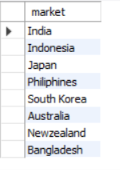 market
India
Indonesia
Japan
Philiphines
South Korea
Australia
Newzealand
Bangladesh